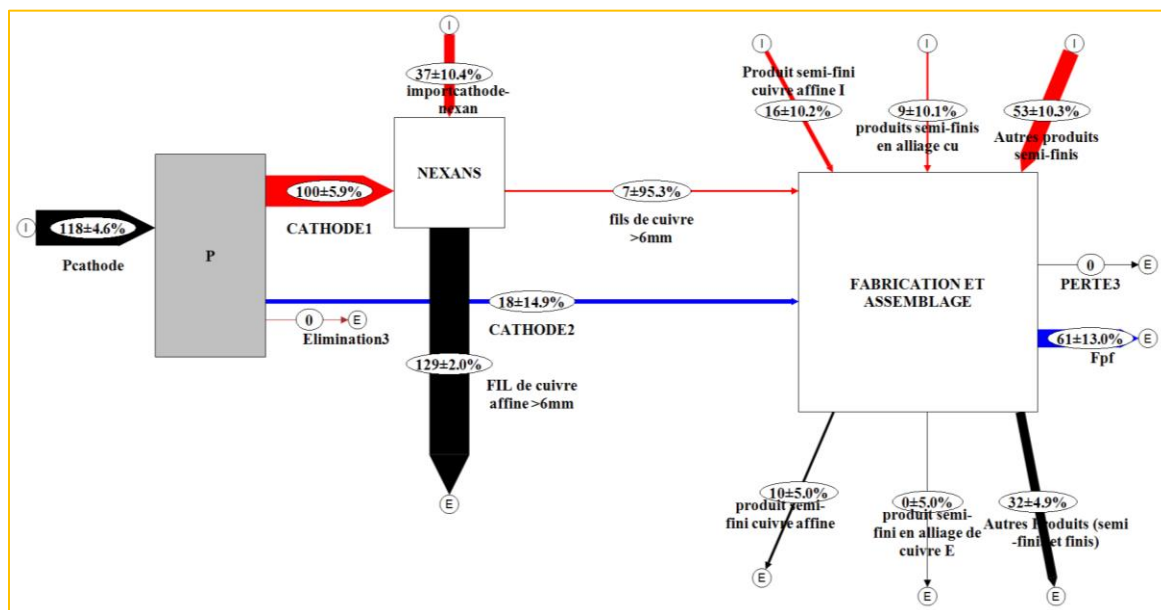 I
37±10.4%
importcathode-
nexan
I
Produit semi-fini
cuivre affine I
16±10.2%
I
9±10.1%
produits semi-finis
en alliage cu
I
53±10.3%
Autres produits
semi-finis
I
118±4.6%
Pcathode
P
100±5.9%
CATHODE1
NEXANS
7±95.3%
fils de cuivre
>6mm
18±14.9%
CATHODE2
0
E
Elimination3
129±2.0%
FIL de cuivre
affine >6mm
E
FABRICATION ET
ASSEMBLAGE
0
E
PERTE3
61±13.0%
E
Fpf
10±5.0%
produit semi-
fini cuivre affine
E
0±5.0%
produit semi-
fini en alliage de
cuivre E
E
32±4.9%
Autres Produits (semi
-finis et finis)
E